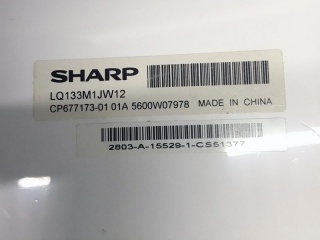 SHARP
LQ133M1JW12
CP677173-01 01A 5600W07978 MADE IN CHINA
2803-A-15529-1-CS51377